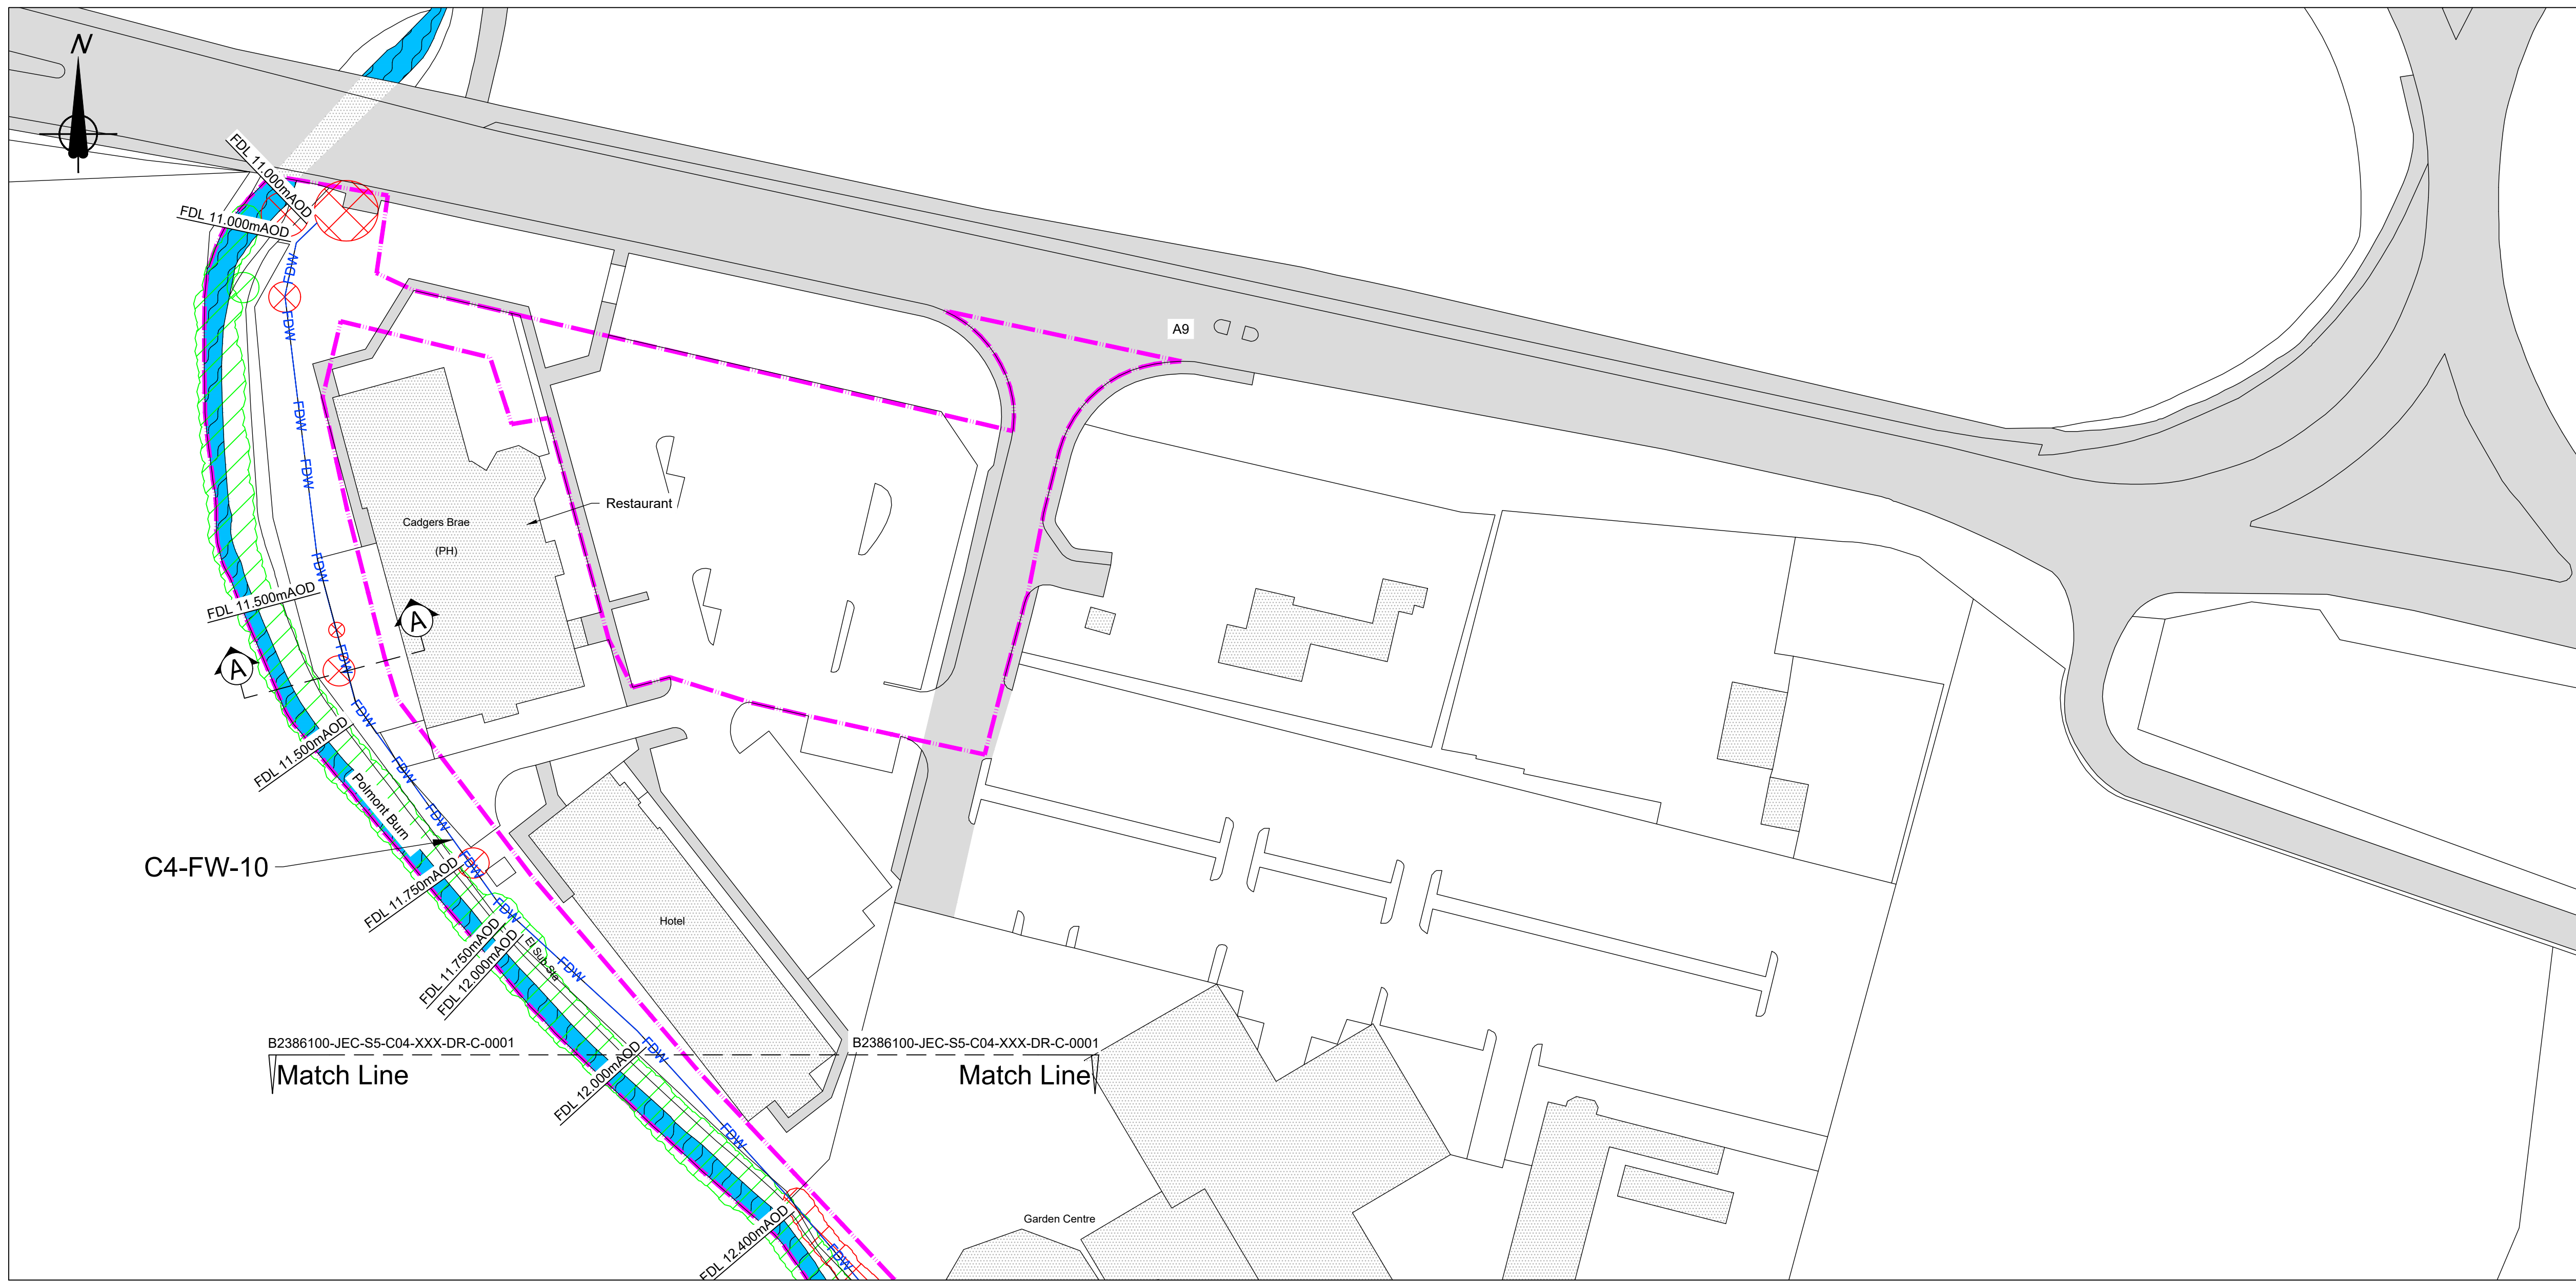 N
FDL 11.000mAOD
FDL 11.000mAOD
FDW
FDW
A9
FDW
FDW
Restaurant
Cadgers Brae
(PH)
FDW
FDL 11.500mAOD
A
A
FDW
FDW
FDL 11.500mAOD
FDW
Polmont Burn
FDW
C4-FW-10
FDW
FDL 11.750mAOD
FDW
Hotel
FDL 11.750mAOD
FDL 12.000mAOD
El Sub Sta
FDW
B2386100-JEC-S5-C04-XXX-DR-C-0001
B2386100-JEC-S5-C04-XXX-DR-C-0001
FDW
Match Line
Match Line
FDL 12.000mAOD
FDW
Garden Centre
FDL 12.400mAOD
FDW